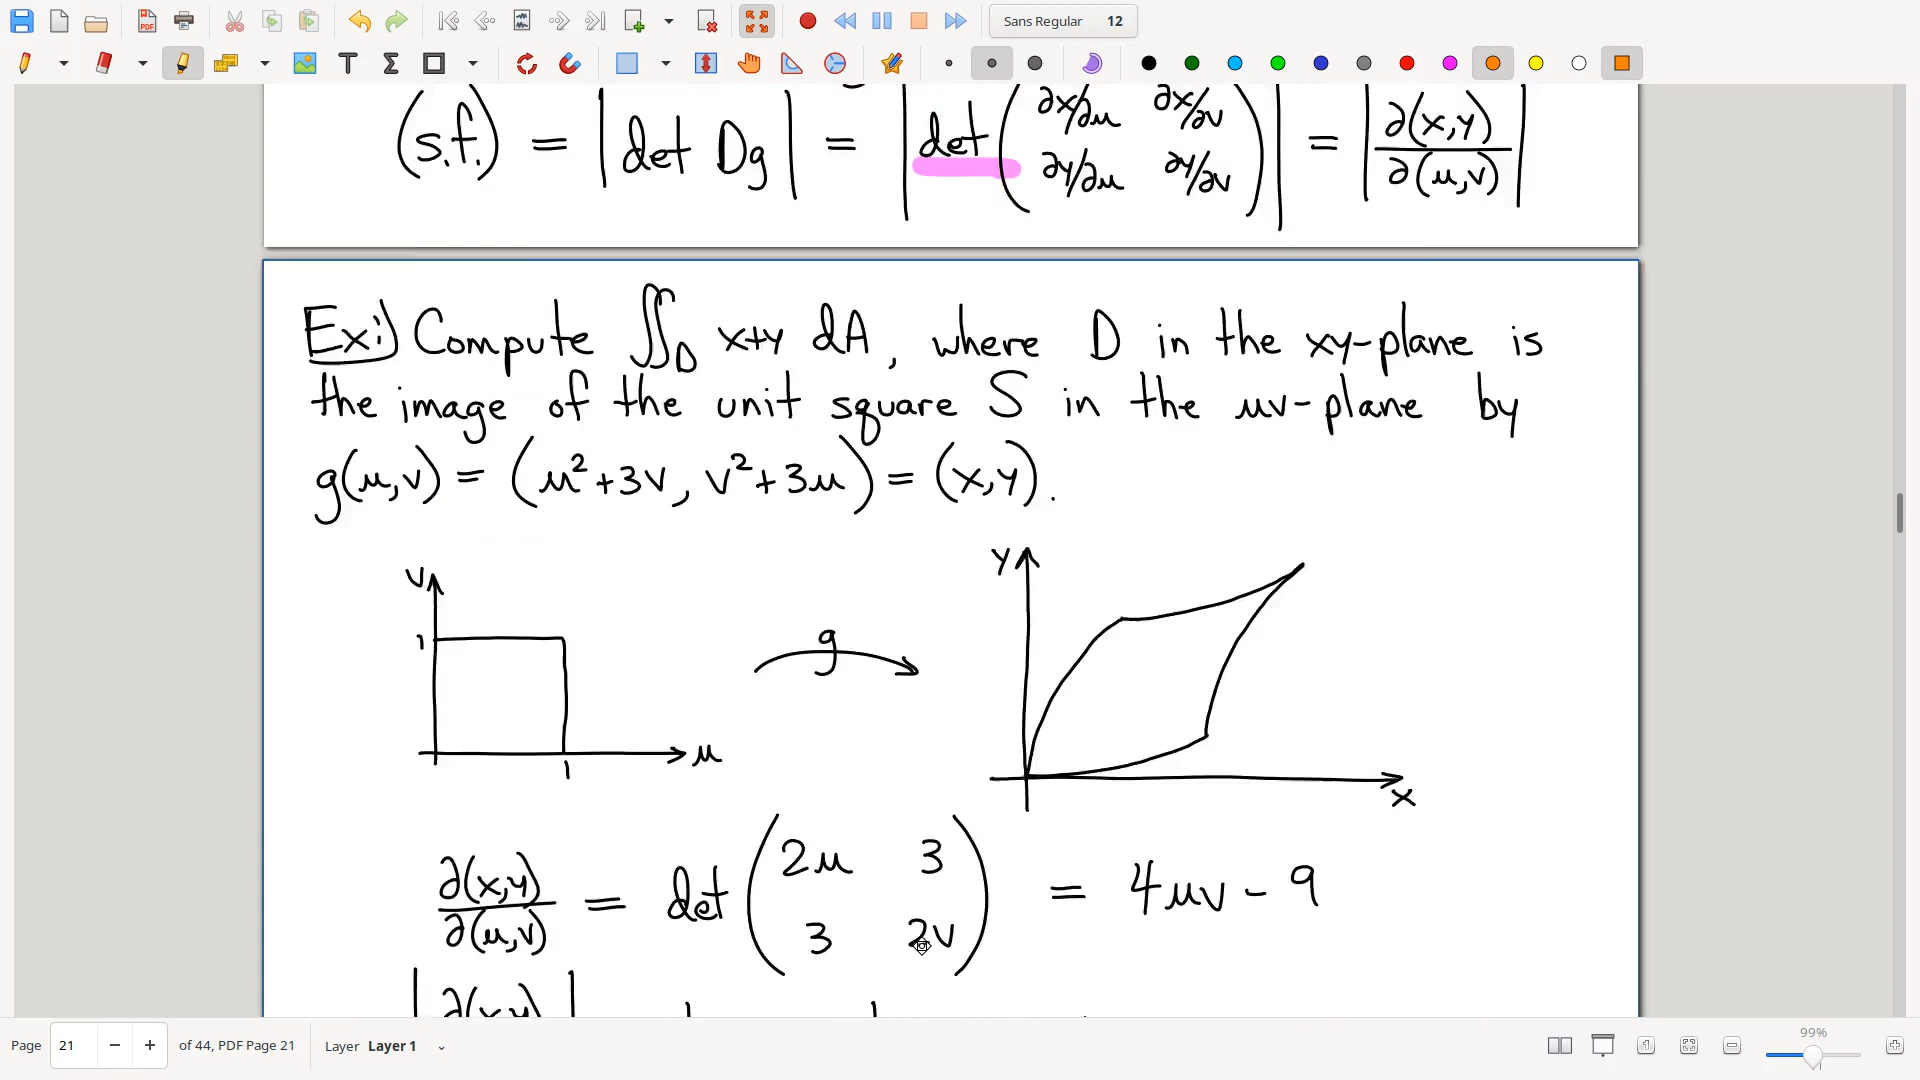 Sans Regular 12
(s.f.) = |det Dg| = |det (∂x/∂u ∂x/∂v
∂y/∂u ∂y/∂v)| = |∂(x,y)/∂(u,v)|
Ex: Compute ∬_D x+y dA, where D in the xy-plane is
the image of the unit square S in the uv-plane by
g(u,v) = (u²+3v, v²+3u) = (x,y).
v
1
1
u
g
y
x
∂(x,y)/∂(u,v) = det (2u 3
3 2v) = 4uv - 9
Page 21 of 44, PDF Page 21 Layer Layer 1 99%